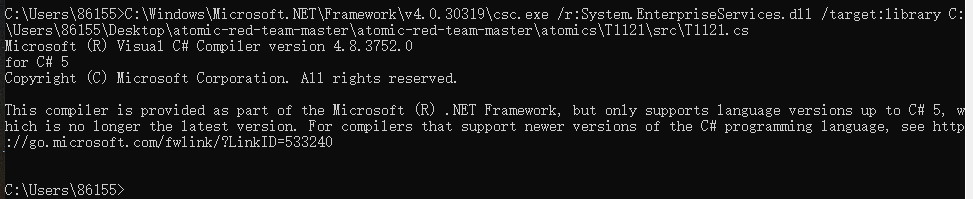 C:\Users\86155>C:\Windows\Microsoft.NET\Framework\v4.0.30319\csc.exe /r:System.EnterpriseServices.dll /target:library C:
\Users\86155\Desktop\atomic-red-team-master\atomic-red-team-master\atomics\T1121\src\T1121.cs
Microsoft (R) Visual C# Compiler version 4.8.3752.0
for C# 5
Copyright (C) Microsoft Corporation. All rights reserved.
This compiler is provided as part of the Microsoft (R) .NET Framework, but only supports language versions up to C# 5, w
hich is no longer the latest version. For compilers that support newer versions of the C# programming language, see http
://go.microsoft.com/fwlink/?LinkID=533240
C:\Users\86155>